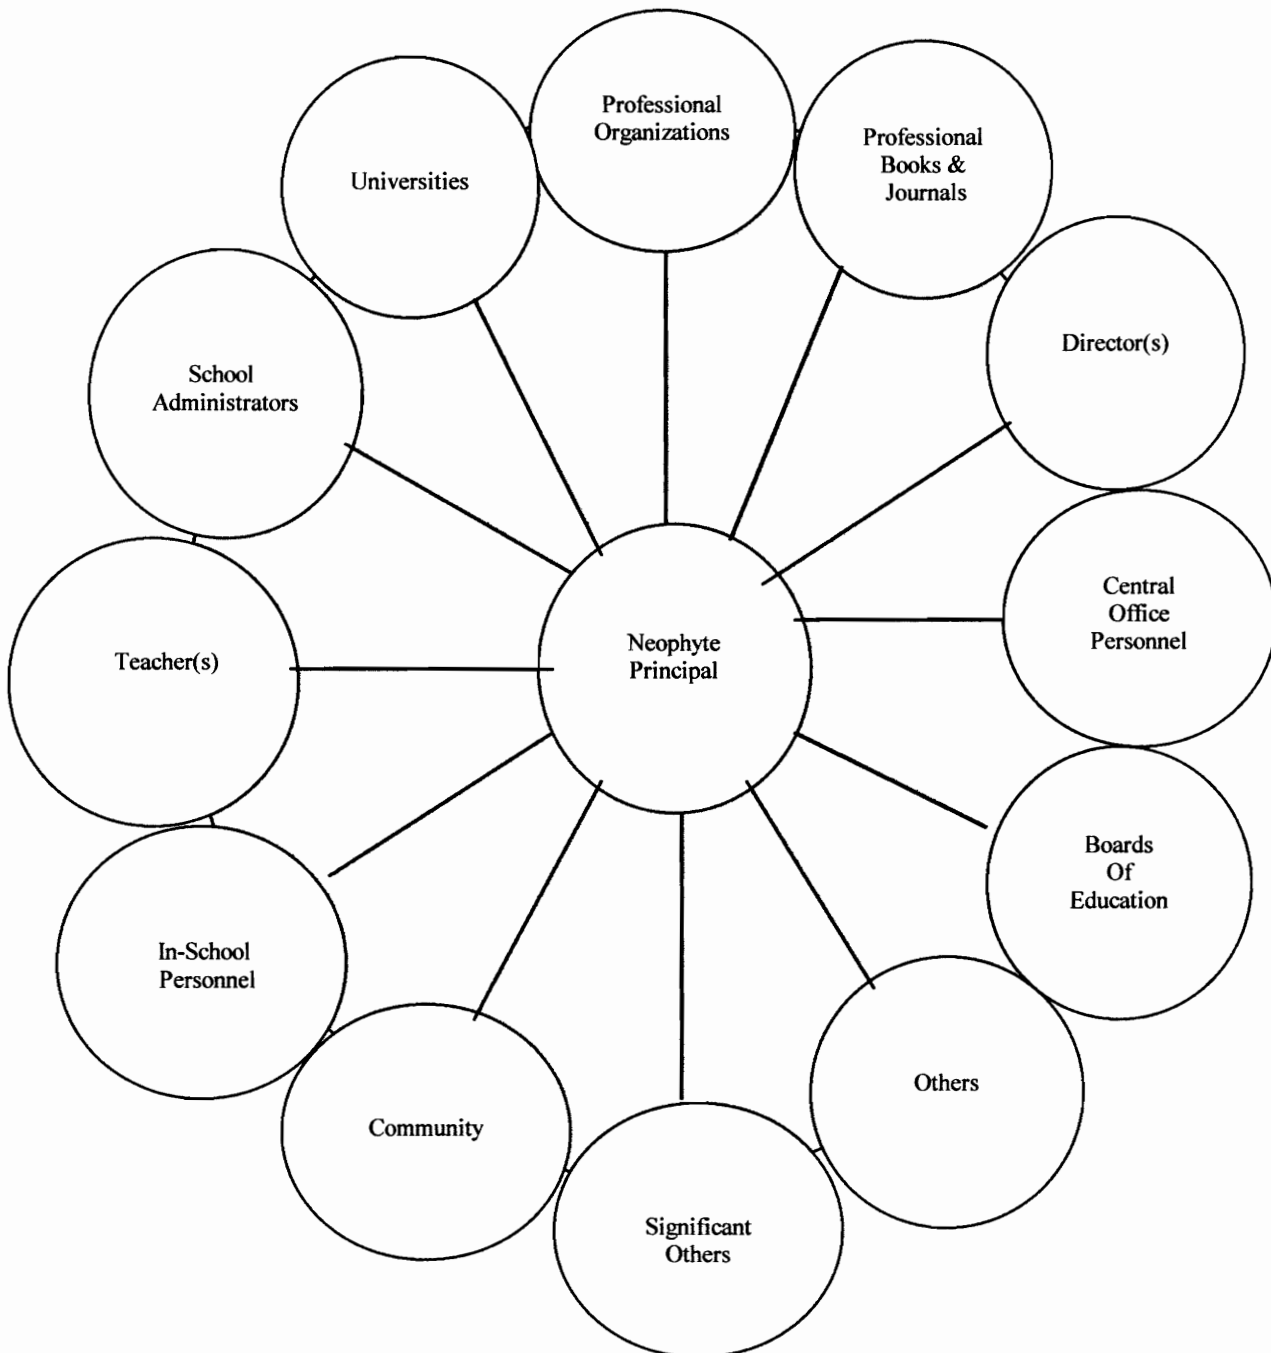 Professional
Organizations
Professional
Books &
Journals
Universities
Director(s)
School
Administrators
Central
Office
Personnel
Neophyte
Principal
Teacher(s)
Boards
Of
Education
In-School
Personnel
Others
Community
Significant
Others